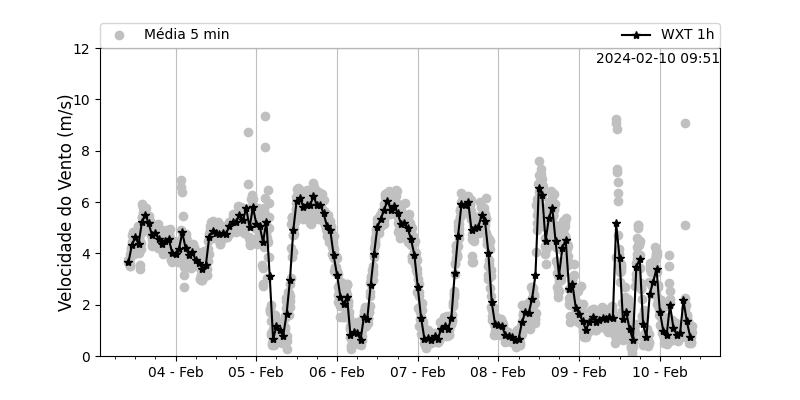 Média 5 min
WXT 1h
2024-02-10 09:51
Velocidade do Vento (m/s)
12
10
8
6
4
2
0
04 - Feb
05 - Feb
06 - Feb
07 - Feb
08 - Feb
09 - Feb
10 - Feb